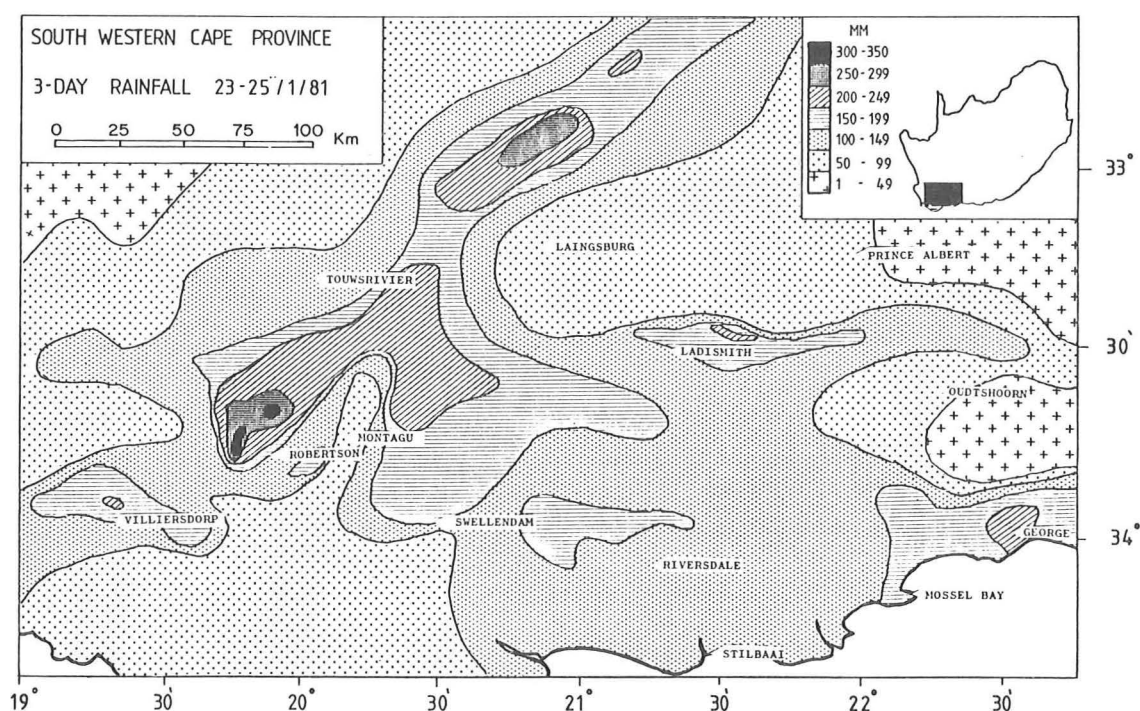 SOUTH WESTERN CAPE PROVINCE
3-DAY RAINFALL 23-25/1/81
0 25 50 75 100 Km
MM
300-350
250-299
200-249
150-199
100-149
50-99
1-49
33°
LAINGSBURG
PRINCE ALBERT
TOUWSRIVIER
30'
LADISMITH
OUDTSHOORN
MONTAGU
ROBERTSON
VILLIERSDORP
SWELLENDAM
GEORGE
34°
RIVERSDALE
MOSSEL BAY
STILBAAI
19° 30' 20° 30' 21° 30' 22° 30'